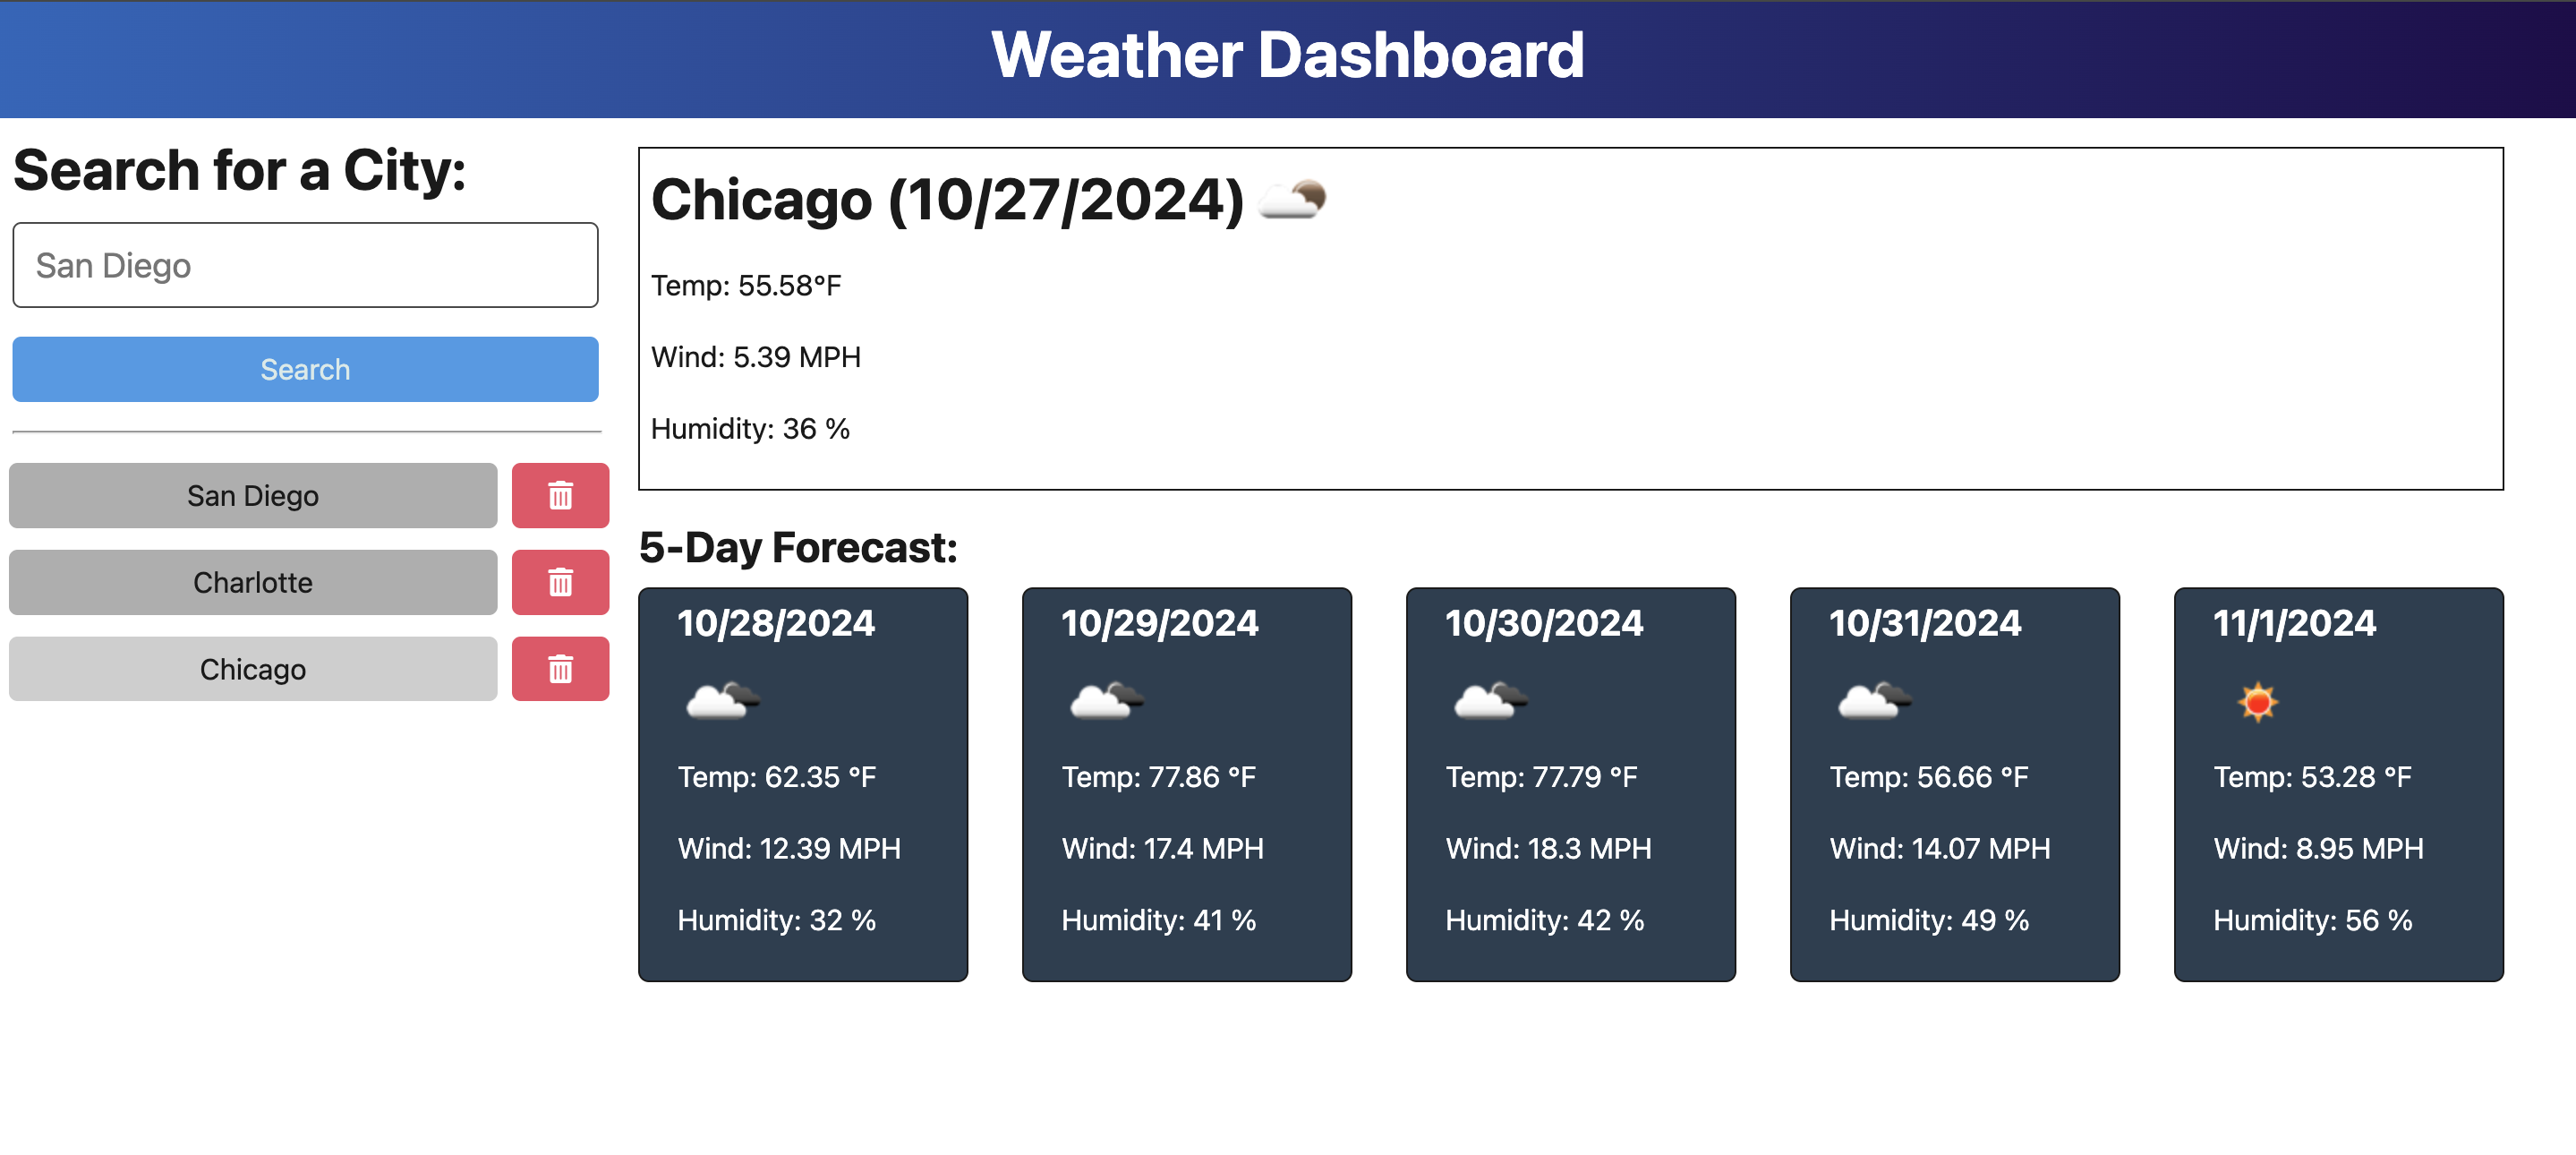 Weather Dashboard
Search for a City:
San Diego
Search
San Diego
Charlotte
Chicago
Chicago (10/27/2024)
Temp: 55.58°F
Wind: 5.39 MPH
Humidity: 36 %
5-Day Forecast:
10/28/2024
Temp: 62.35 °F
Wind: 12.39 MPH
Humidity: 32 %
10/29/2024
Temp: 77.86 °F
Wind: 17.4 MPH
Humidity: 41 %
10/30/2024
Temp: 77.79 °F
Wind: 18.3 MPH
Humidity: 42 %
10/31/2024
Temp: 56.66 °F
Wind: 14.07 MPH
Humidity: 49 %
11/1/2024
Temp: 53.28 °F
Wind: 8.95 MPH
Humidity: 56 %